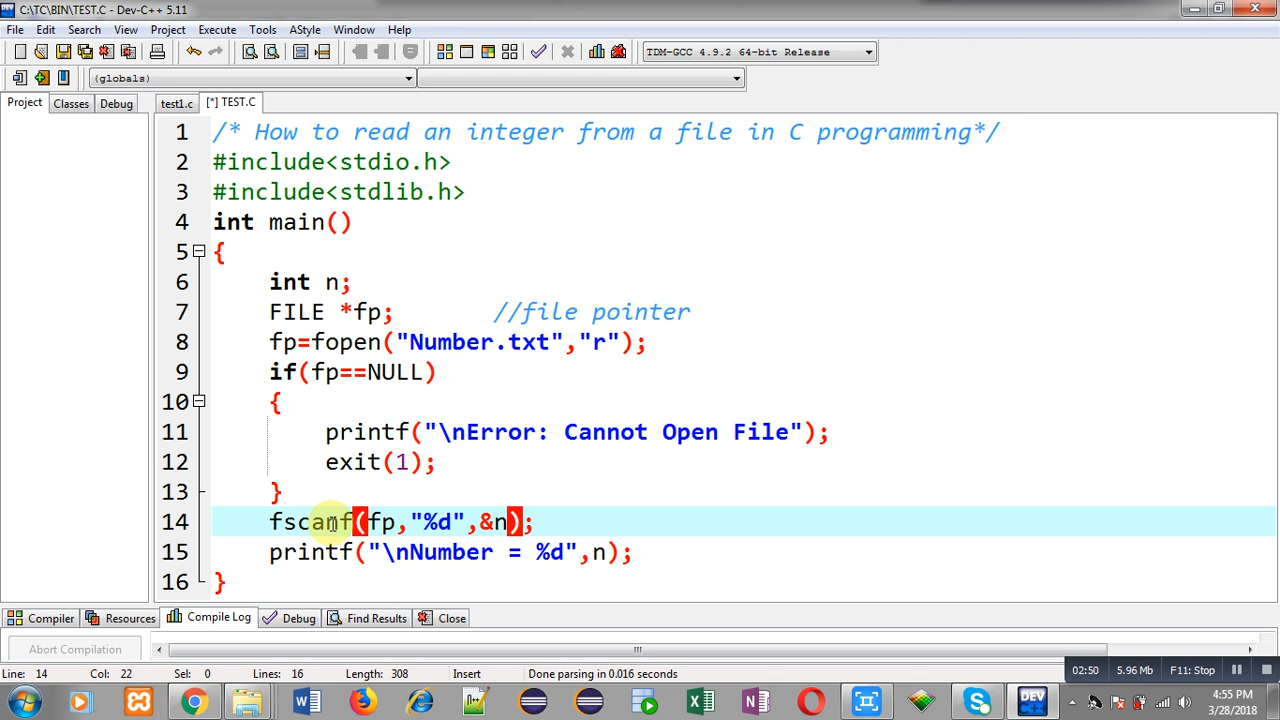 C:\TC\BIN\TEST.C - Dev-C++ 5.11
File Edit Search View Project Execute Tools AStyle Window Help
TDM-GCC 4.9.2 64-bit Release
(globals)
Project Classes Debug test1.c [*] TEST.C
1 /* How to read an integer from a file in C programming*/
2 #include<stdio.h>
3 #include<stdlib.h>
4 int main()
5 {
6 int n;
7 FILE *fp; //file pointer
8 fp=fopen("Number.txt","r");
9 if(fp==NULL)
10 {
11 printf("\nError: Cannot Open File");
12 exit(1);
13 }
14 fscanf(fp,"%d",&n);
15 printf("\nNumber = %d",n);
16 }
Compiler Resources Compile Log Debug Find Results Close
Abort Compilation
Line: 14 Col: 22 Sel: 0 Lines: 16 Length: 308 Insert Done parsing in 0.016 seconds
02:50 5.96 Mb F11: Stop
DEV
4:55 PM
3/28/2018